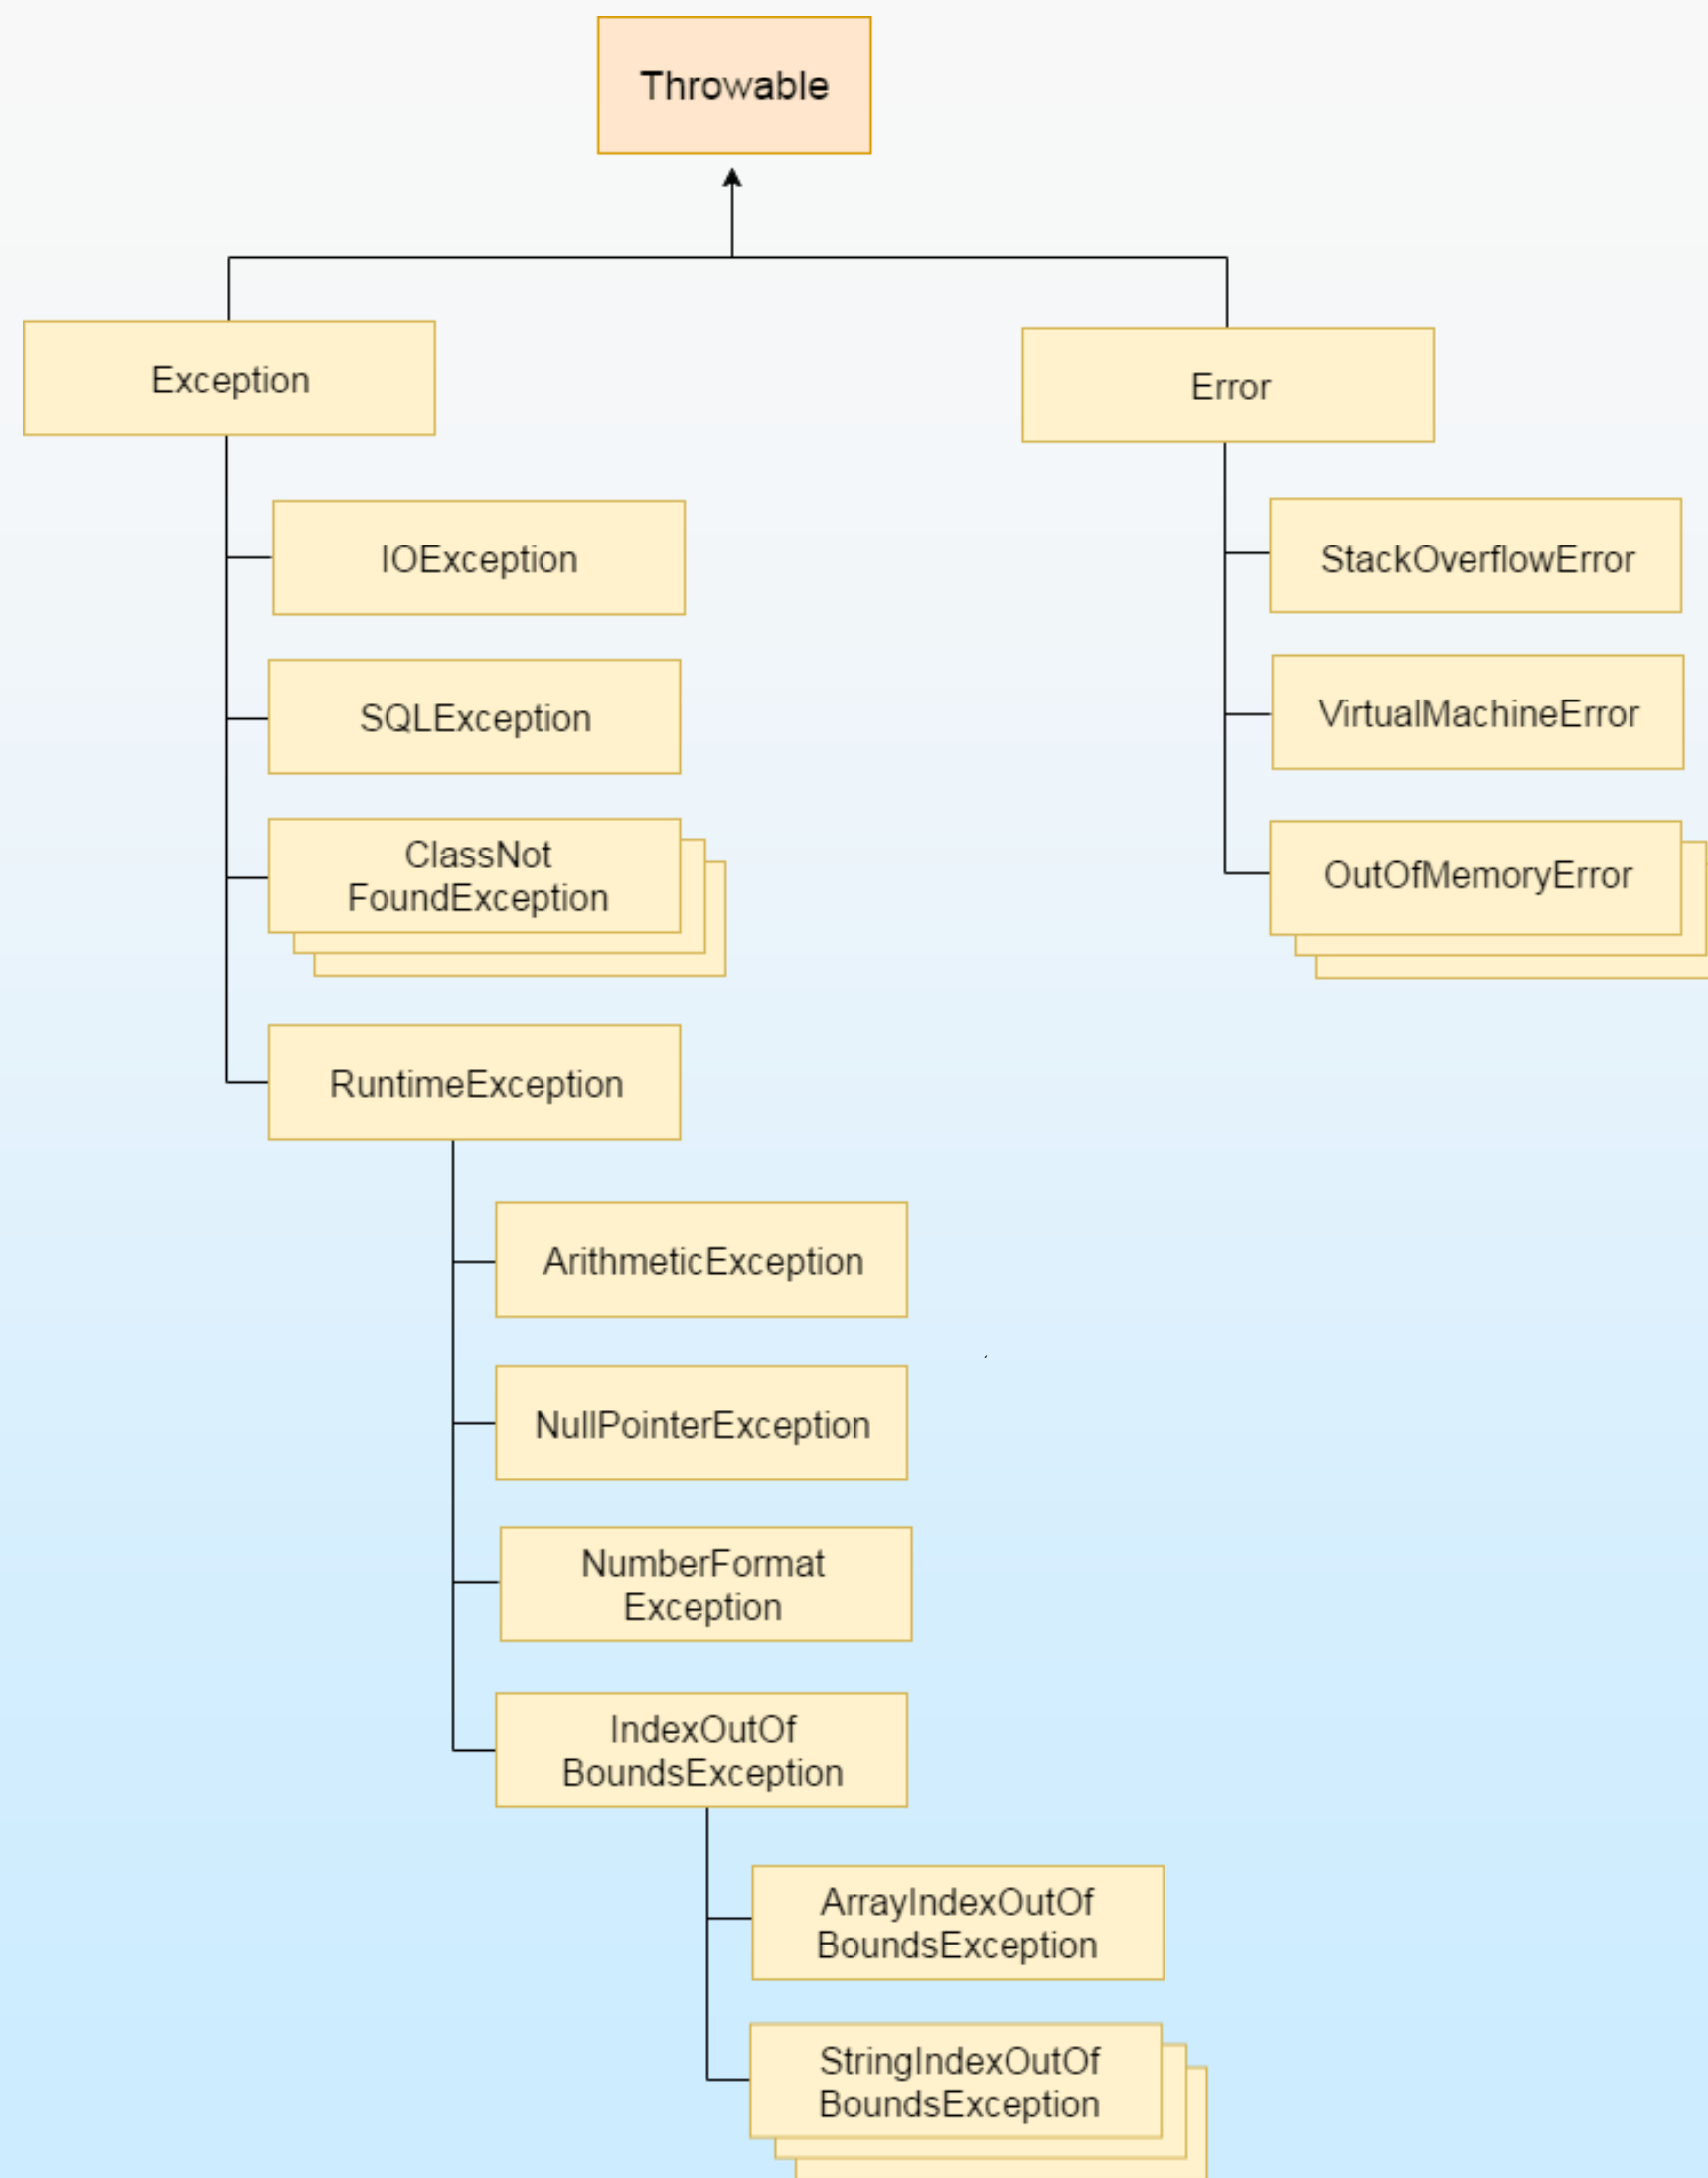 Throwable
Exception
Error
IOException
StackOverflowError
SQLException
VirtualMachineError
ClassNot
FoundException
OutOfMemoryError
RuntimeException
ArithmeticException
NullPointerException
NumberFormat
Exception
IndexOutOf
BoundsException
ArrayIndexOutOf
BoundsException
StringIndexOutOf
BoundsException